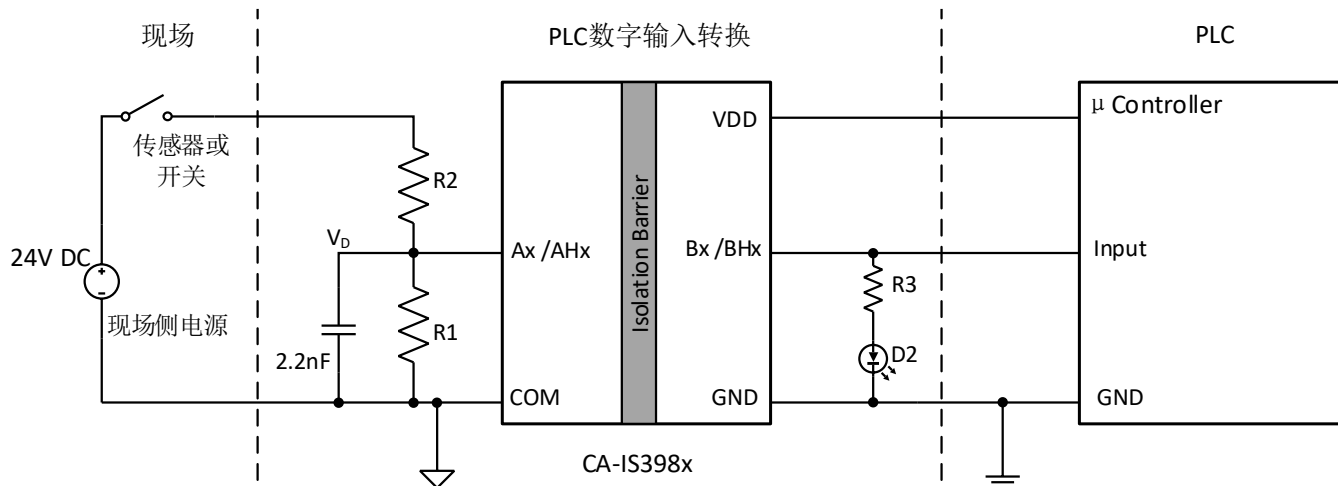 现场
PLC数字输入转换
PLC
传感器或
开关
24V DC
现场侧电源
R2
V_D
2.2nF
R1
Ax /AHx
COM
Isolation Barrier
VDD
Bx /BHx
GND
R3
D2
μ Controller
Input
GND
CA-IS398x